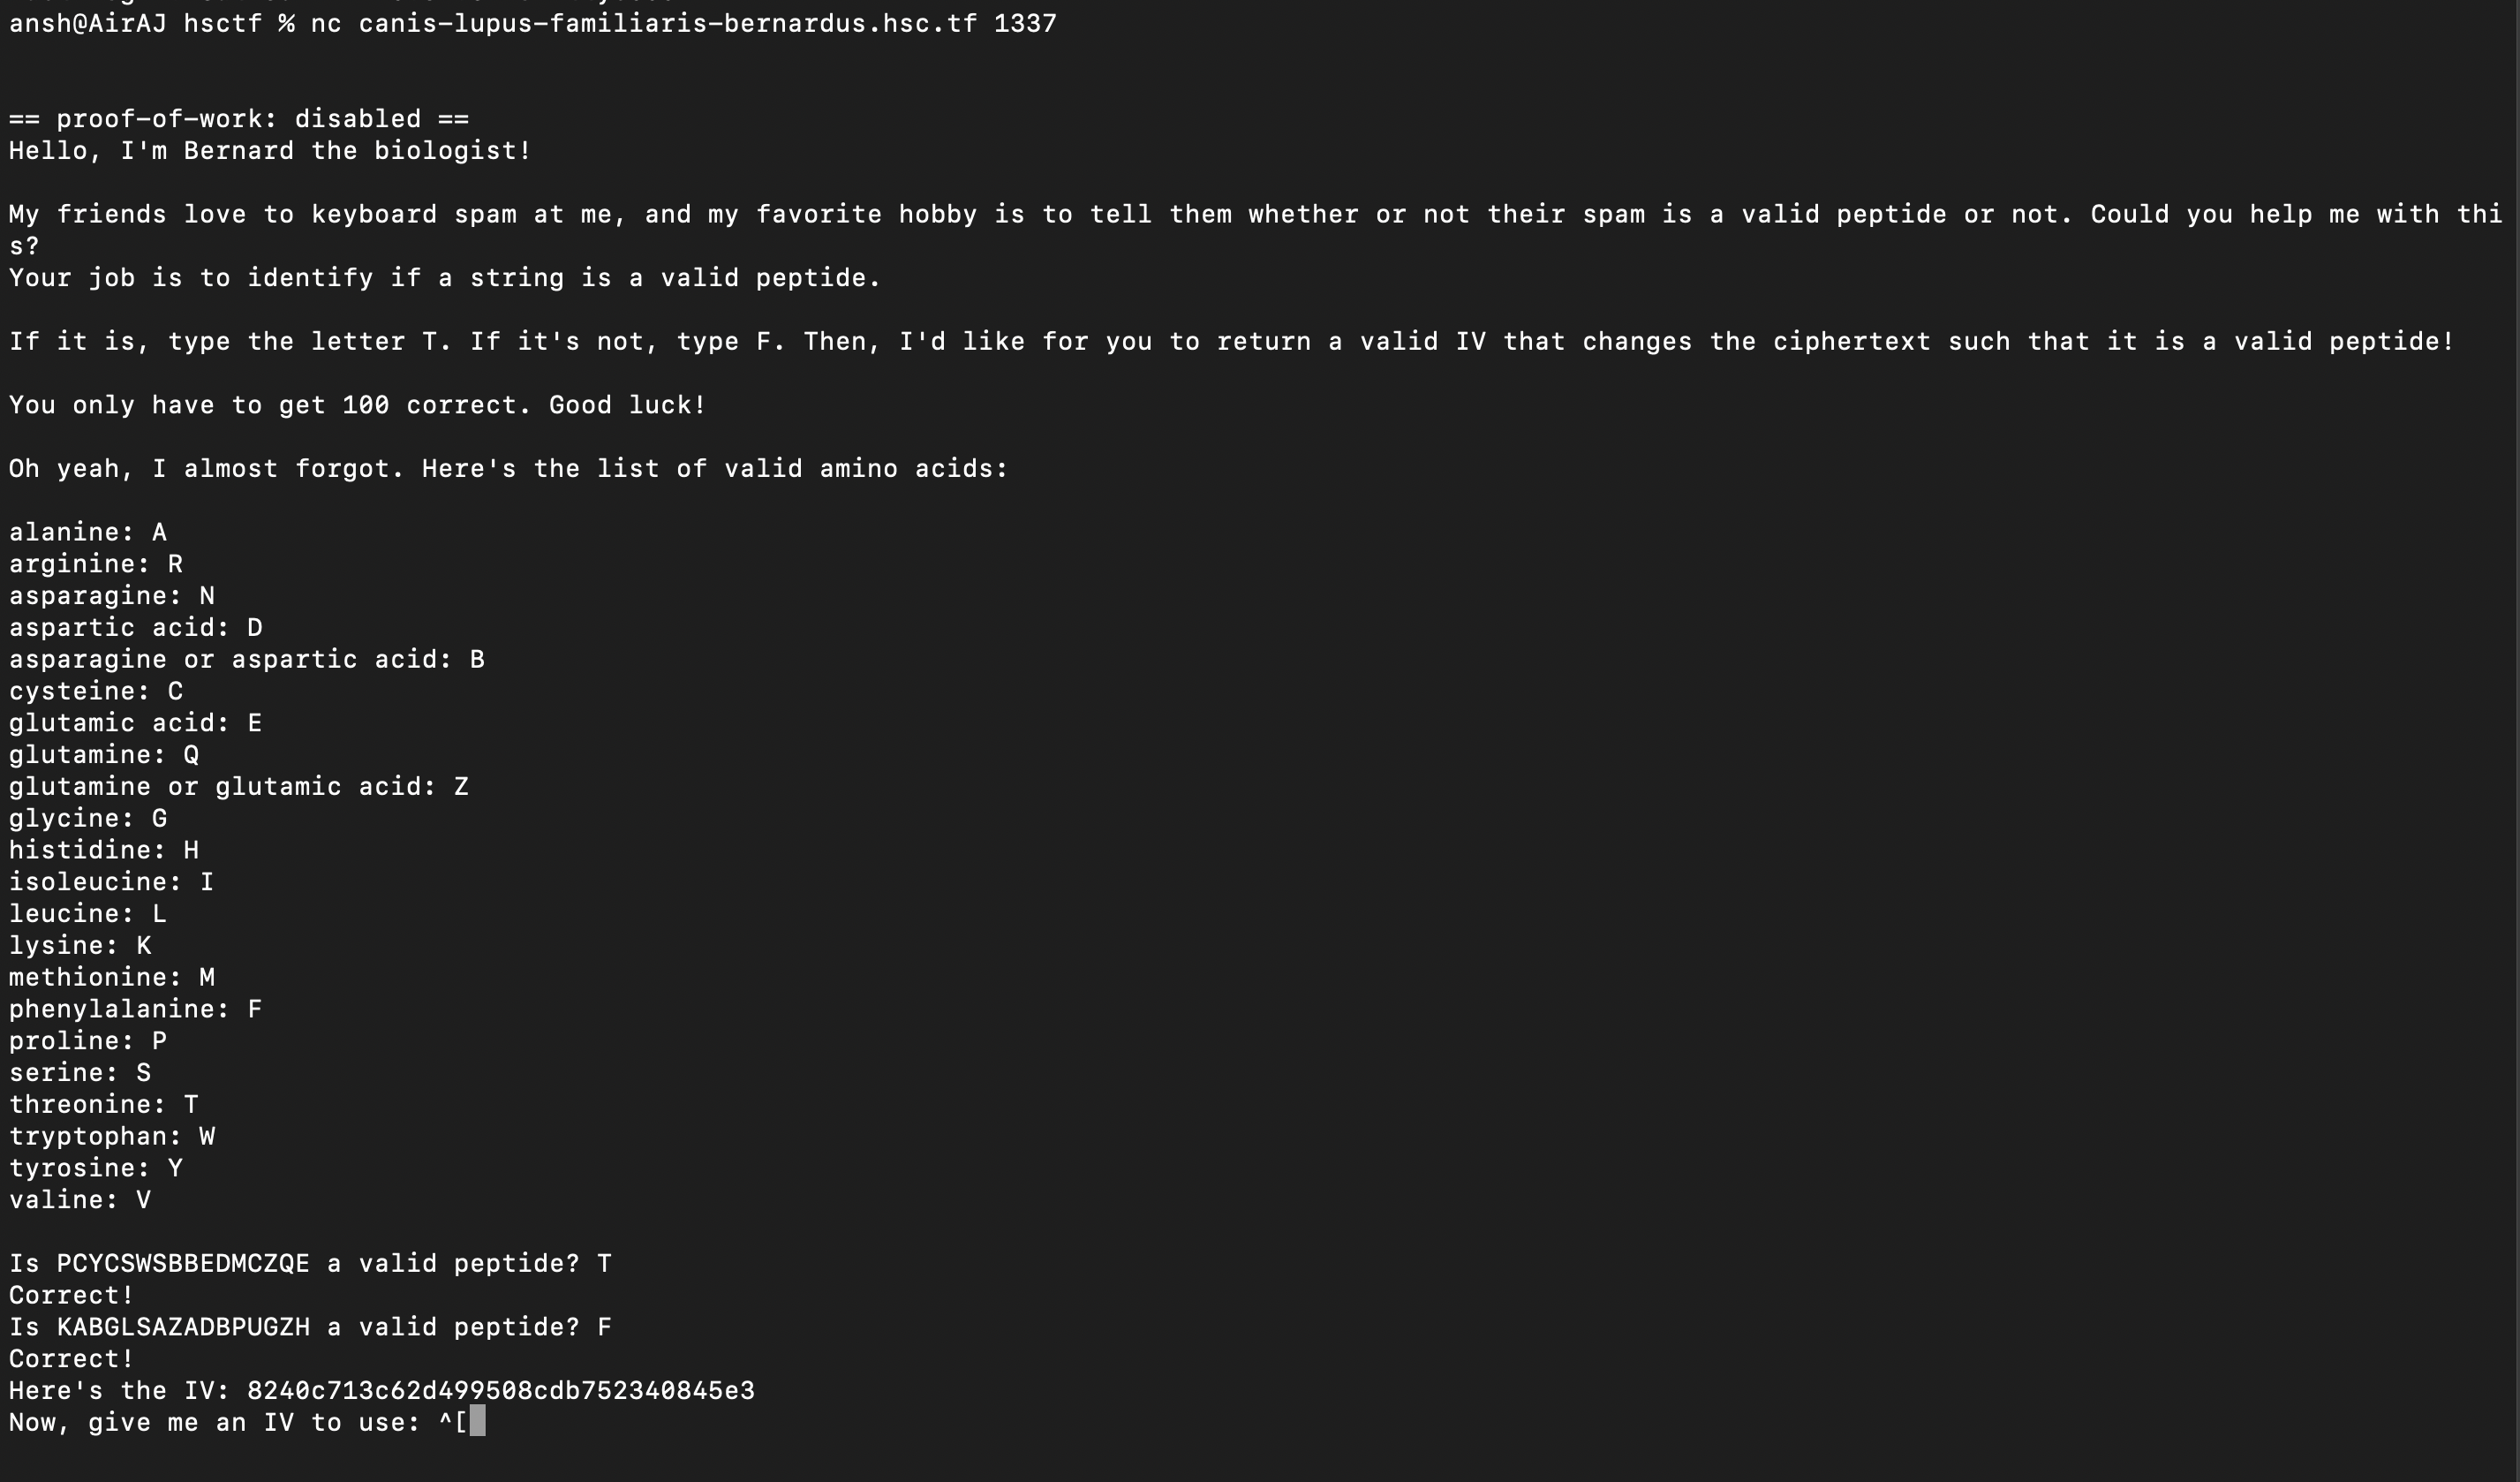 ansh@AirAJ hsctf % nc canis-lupus-familiaris-bernardus.hsc.tf 1337
== proof-of-work: disabled ==
Hello, I'm Bernard the biologist!
My friends love to keyboard spam at me, and my favorite hobby is to tell them whether or not their spam is a valid peptide or not. Could you help me with thi
s?
Your job is to identify if a string is a valid peptide.
If it is, type the letter T. If it's not, type F. Then, I'd like for you to return a valid IV that changes the ciphertext such that it is a valid peptide!
You only have to get 100 correct. Good luck!
Oh yeah, I almost forgot. Here's the list of valid amino acids:
alanine: A
arginine: R
asparagine: N
aspartic acid: D
asparagine or aspartic acid: B
cysteine: C
glutamic acid: E
glutamine: Q
glutamine or glutamic acid: Z
glycine: G
histidine: H
isoleucine: I
leucine: L
lysine: K
methionine: M
phenylalanine: F
proline: P
serine: S
threonine: T
tryptophan: W
tyrosine: Y
valine: V
Is PCYCSWSBBEDMCZQE a valid peptide? T
Correct!
Is KABGLSAZADBPUGZH a valid peptide? F
Correct!
Here's the IV: 8240c713c62d499508cdb752340845e3
Now, give me an IV to use: ^[